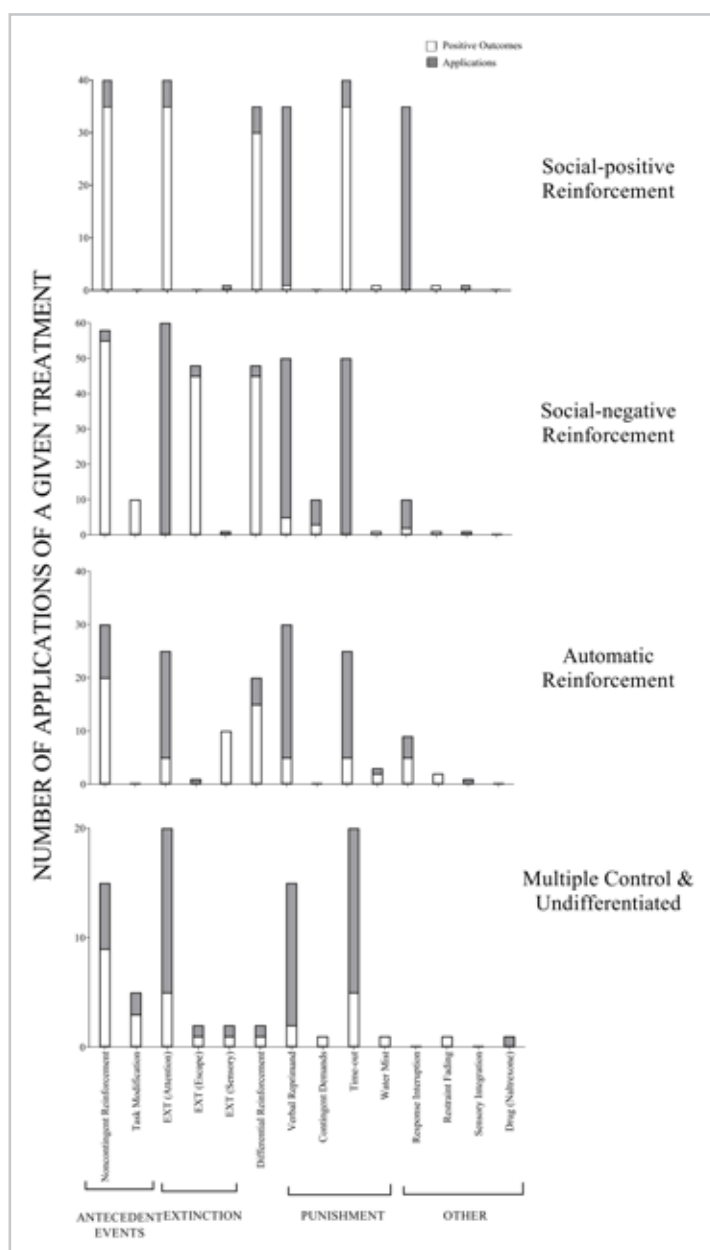 Positive Outcomes
Applications
NUMBER OF APPLICATIONS OF A GIVEN TREATMENT
40
30
20
10
0
Social-positive
Reinforcement
60
50
40
30
20
10
0
Social-negative
Reinforcement
40
30
20
10
0
Automatic
Reinforcement
20
10
0
Multiple Control &
Undifferentiated
Noncontingent Reinforcement
Task Modification
EXT (Attention)
EXT (Escape)
EXT (Sensory)
Differential Reinforcement
Verbal Reprimand
Contingent Demands
Time-out
Water Mist
Response Interuption
Restraint Fading
Sensory Integration
Drug (Naltrexone)
ANTECEDENT
EVENTS
EXTINCTION
PUNISHMENT
OTHER